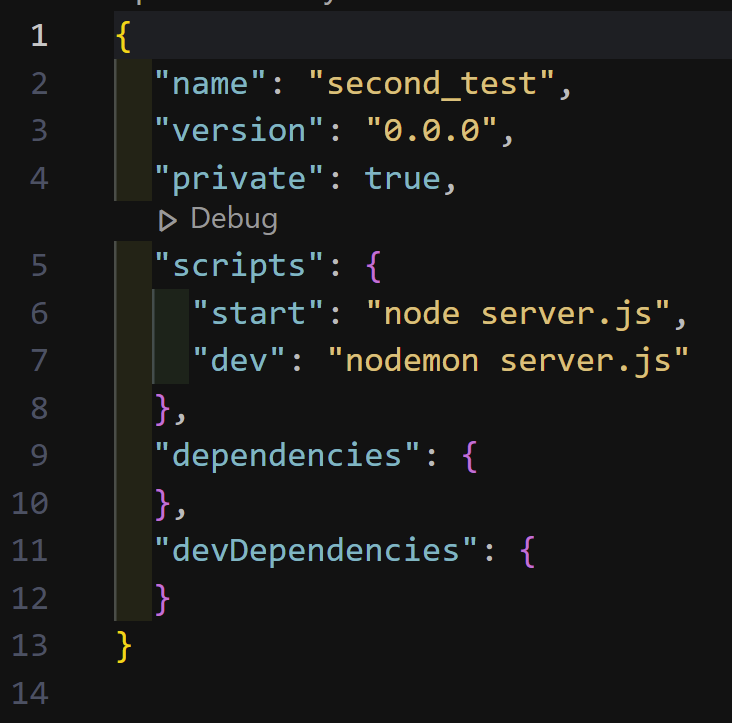 1 {
2   "name": "second_test",
3   "version": "0.0.0",
4   "private": true,
▷ Debug
5   "scripts": {
6     "start": "node server.js",
7     "dev": "nodemon server.js"
8   },
9   "dependencies": {
10   },
11   "devDependencies": {
12   }
13 }
14